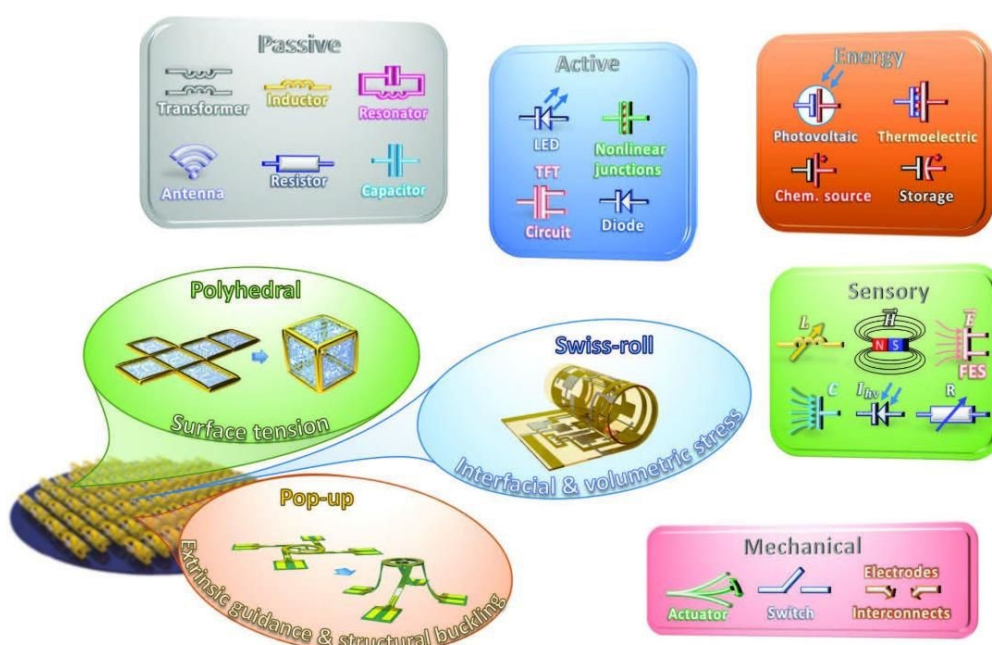 Passive
Transformer
Inductor
Resonator
Antenna
Resistor
Capacitor
Active
LED
Nonlinear
junctions
TFT
Circuit
Diode
Energy
Photovoltaic
Thermoelectric
Chem. source
Storage
Polyhedral
Surface tension
Swiss-roll
Interfacial & volumetric stress
Pop-up
Extrinsic guidance & structural buckling
Sensory
L
H
E
N S
FES
C
Ihν
R
Mechanical
Actuator
Switch
Electrodes
Interconnects